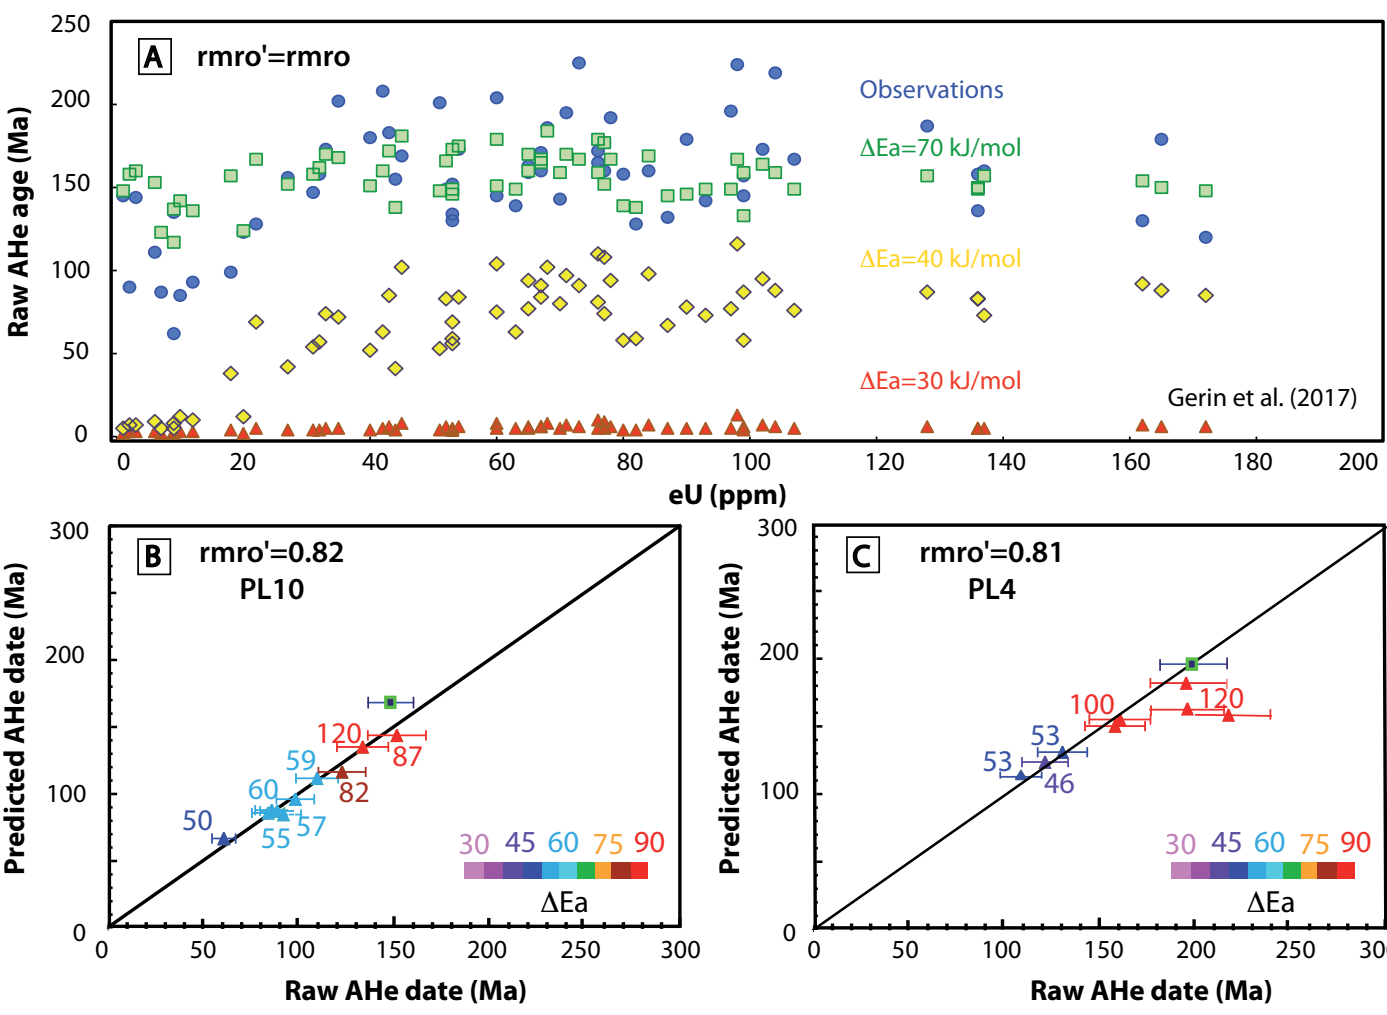 250
200
150
100
50
0
Raw AHe age (Ma)
A rmro'=rmro
Observations
ΔEa=70 kJ/mol
ΔEa=40 kJ/mol
ΔEa=30 kJ/mol
Gerin et al. (2017)
0 20 40 60 80 100 120 140 160 180 200
eU (ppm)
300
200
100
0
Predicted AHe date (Ma)
B rmro'=0.82
PL10
120
87
59
82
60
50
55 57
30 45 60 75 90
ΔEa
0 50 100 150 200 250 300
Raw AHe date (Ma)
300
200
100
0
Predicted AHe date (Ma)
C rmro'=0.81
PL4
100 120
53
53
46
30 45 60 75 90
ΔEa
0 50 100 150 200 250 300
Raw AHe date (Ma)